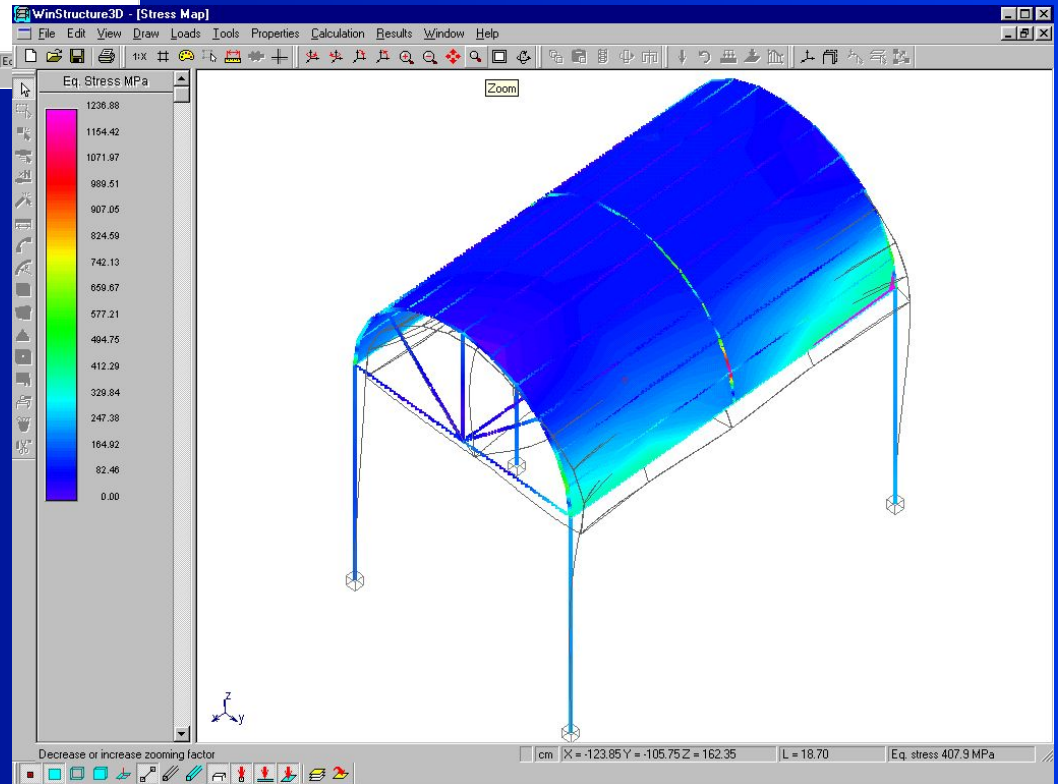 WinStructure3D - [Stress Map]
File Edit View Draw Loads Tools Properties Calculation Results Window Help
1:X
Eq. Stress MPa
Zoom
1236.88
1154.42
1071.97
989.51
907.05
824.59
742.13
659.67
577.21
494.75
412.29
329.84
247.38
164.92
82.46
0.00
z
x y
Decrease or increase zooming factor
cm X = -123.85 Y = -105.75 Z = 162.35 L = 18.70 Eq. stress 407.9 MPa